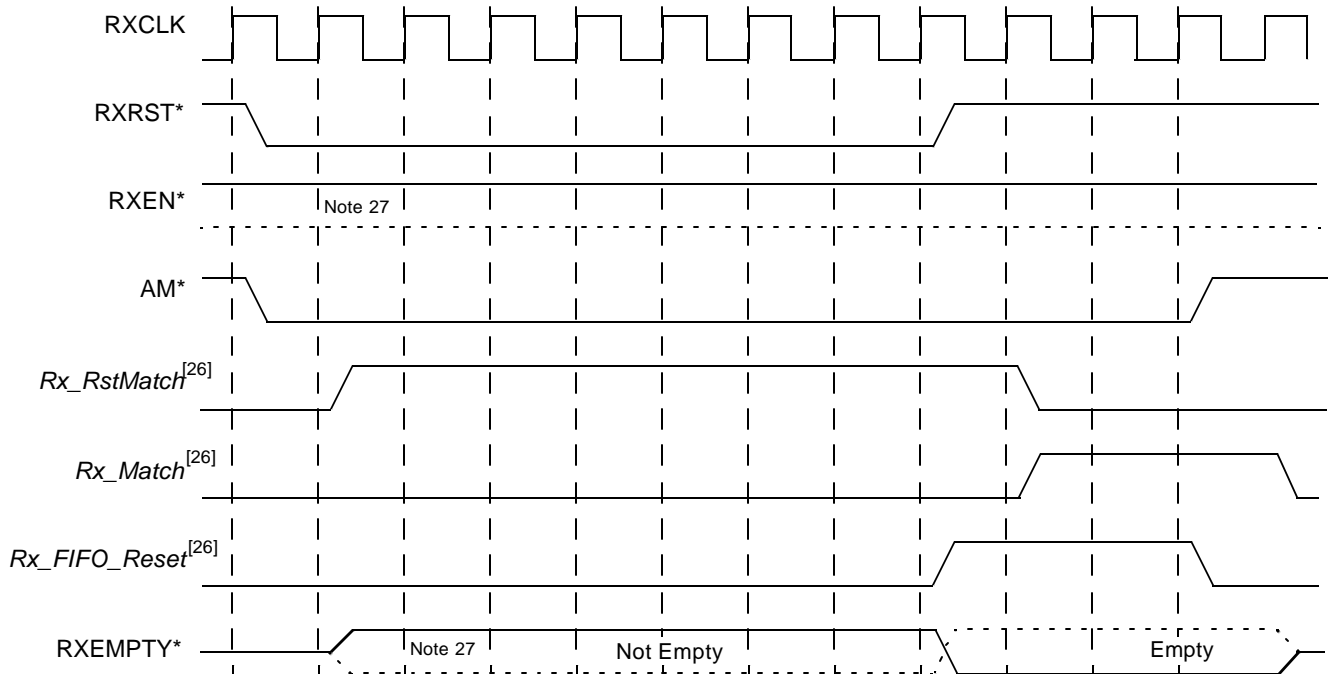 RXCLK
RXRST*
RXEN*
Note 27
AM*
Rx_RstMatch[26]
Rx_Match[26]
Rx_FIFO_Reset[26]
RXEMPTY*
Note 27
Not Empty
Empty